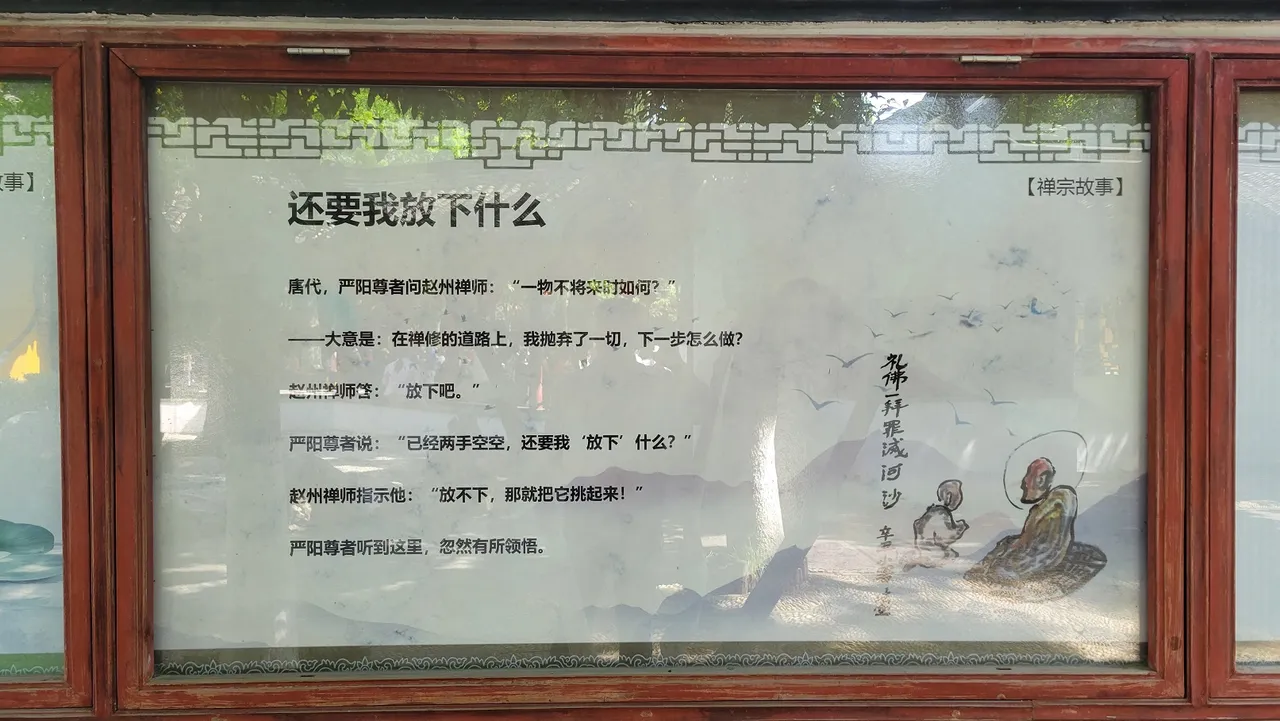 事】
【禅宗故事】
还要我放下什么
唐代，严阳尊者问赵州禅师：“一物不将来时如何？”
——大意是：在禅修的道路上，我抛弃了一切，下一步怎么做？
赵州禅师答：“放下吧。”
严阳尊者说：“已经两手空空，还要我‘放下’什么？”
赵州禅师指示他：“放不下，那就把它挑起来！”
严阳尊者听到这里，忽然有所领悟。
礼佛一拜罪滅河沙